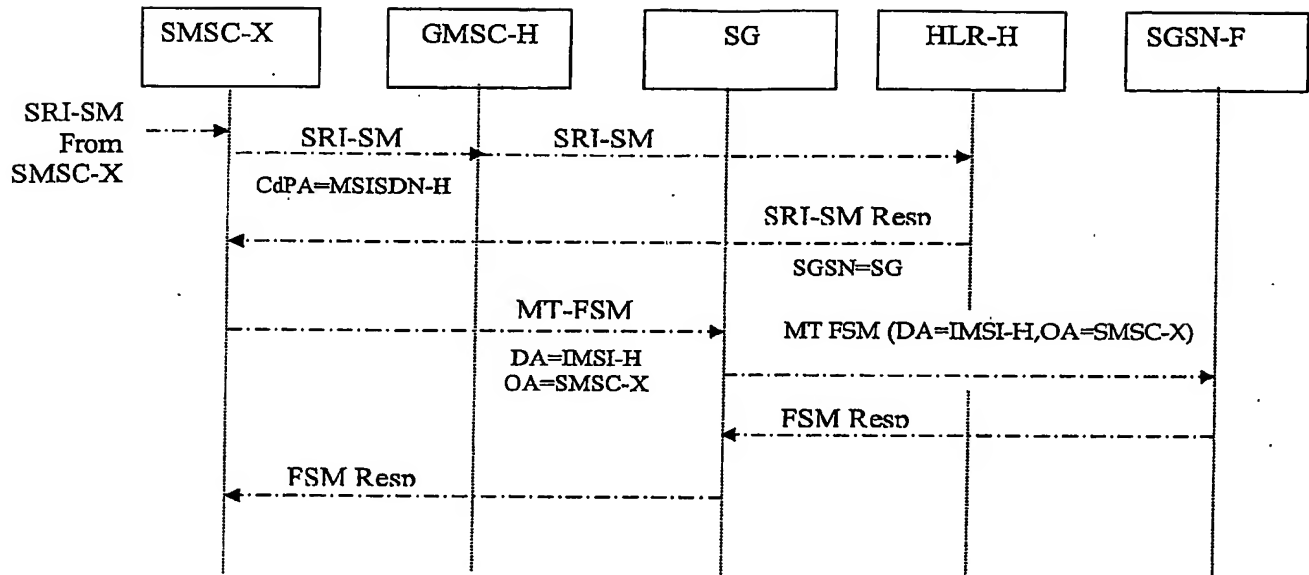 SMSC-X
GMSC-H
SG
HLR-H
SGSN-F
SRI-SM
From
SMSC-X
SRI-SM
SRI-SM
CdPA=MSISDN-H
SRI-SM Resp
SGSN=SG
MT-FSM
DA=IMSI-H
OA=SMSC-X
MT FSM (DA=IMSI-H,OA=SMSC-X)
FSM Resp
FSM Resp